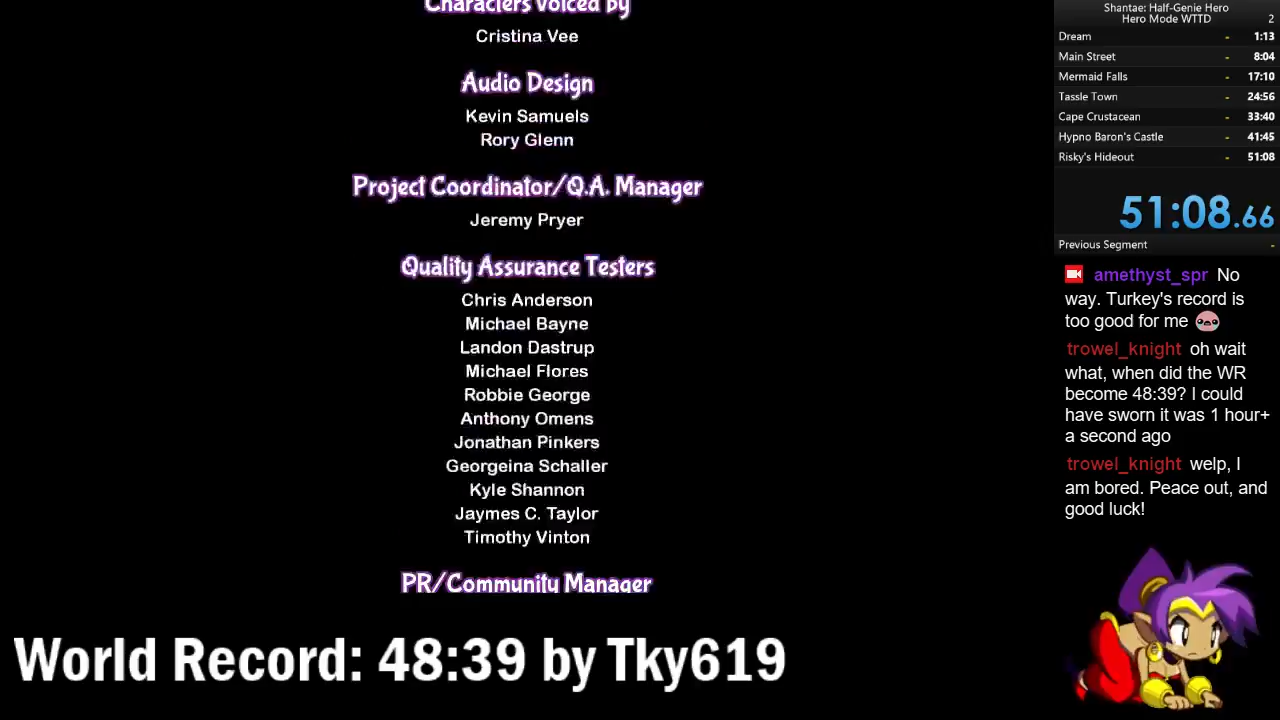 Characters Voiced by
Cristina Vee
Audio Design
Kevin Samuels
Rory Glenn
Project Coordinator/Q.A. Manager
Jeremy Pryer
Quality Assurance Testers
Chris Anderson
Michael Bayne
Landon Dastrup
Michael Flores
Robbie George
Anthony Omens
Jonathan Pinkers
Georgeina Schaller
Kyle Shannon
Jaymes C. Taylor
Timothy Vinton
PR/Community Manager
World Record: 48:39 by Tky619
Shantae: Half-Genie Hero
Hero Mode WTTD 2
Dream - 1:13
Main Street - 8:04
Mermaid Falls - 17:10
Tassle Town - 24:56
Cape Crustacean - 33:40
Hypno Baron's Castle - 41:45
Risky's Hideout - 51:08
51:08.66
Previous Segment -
amethyst_spr No
way. Turkey's record is
too good for me
trowel_knight oh wait
what, when did the WR
become 48:39? I could
have sworn it was 1 hour+
a second ago
trowel_knight welp, I
am bored. Peace out, and
good luck!